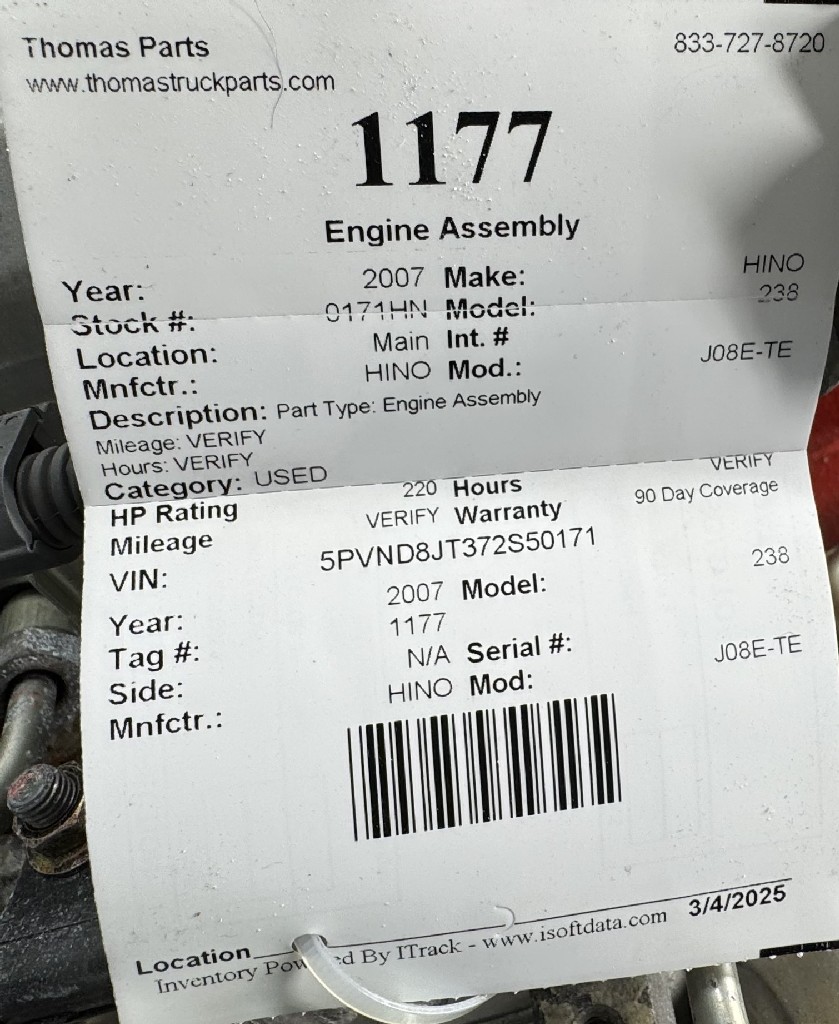 Thomas Parts 833-727-8720
www.thomastruckparts.com
1177
Engine Assembly
Year: 2007 Make: HINO
Stock #: 0171HN Model: 238
Location: Main Int. #
Mnfctr.: HINO Mod.: J08E-TE
Description: Part Type: Engine Assembly
Mileage: VERIFY
Hours: VERIFY
Category: USED
HP Rating 220 Hours VERIFY
Mileage VERIFY Warranty 90 Day Coverage
VIN: 5PVND8JT372S50171
Year: 2007 Model: 238
Tag #: 1177
Side: N/A Serial #:
Mnfctr.: HINO Mod: J08E-TE
Location 3/4/2025
Inventory By ITrack - www.isoftdata.com